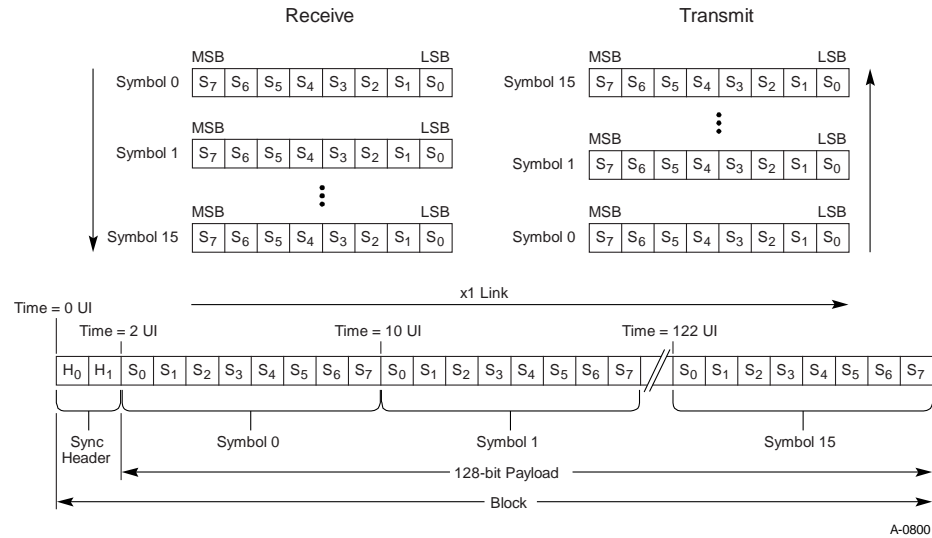 Receive Transmit
MSB LSB MSB LSB
Symbol 0 S7 S6 S5 S4 S3 S2 S1 S0 Symbol 15 S7 S6 S5 S4 S3 S2 S1 S0
MSB LSB
Symbol 1 S7 S6 S5 S4 S3 S2 S1 S0
MSB LSB
Symbol 1 S7 S6 S5 S4 S3 S2 S1 S0
MSB LSB MSB LSB
Symbol 15 S7 S6 S5 S4 S3 S2 S1 S0 Symbol 0 S7 S6 S5 S4 S3 S2 S1 S0
x1 Link
Time = 0 UI
Time = 2 UI Time = 10 UI Time = 122 UI
H0 H1 S0 S1 S2 S3 S4 S5 S6 S7 S0 S1 S2 S3 S4 S5 S6 S7 S0 S1 S2 S3 S4 S5 S6 S7
Sync Header Symbol 0 Symbol 1 Symbol 15
128-bit Payload
Block
A-0800